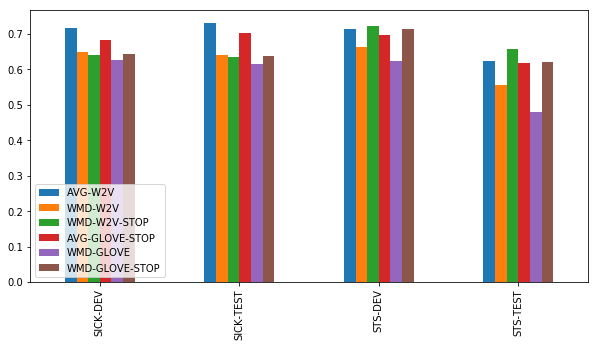 0.7
0.6
0.5
0.4
0.3
0.2
0.1
0.0
AVG-W2V
WMD-W2V
WMD-W2V-STOP
AVG-GLOVE-STOP
WMD-GLOVE
WMD-GLOVE-STOP
SICK-DEV
SICK-TEST
STS-DEV
STS-TEST